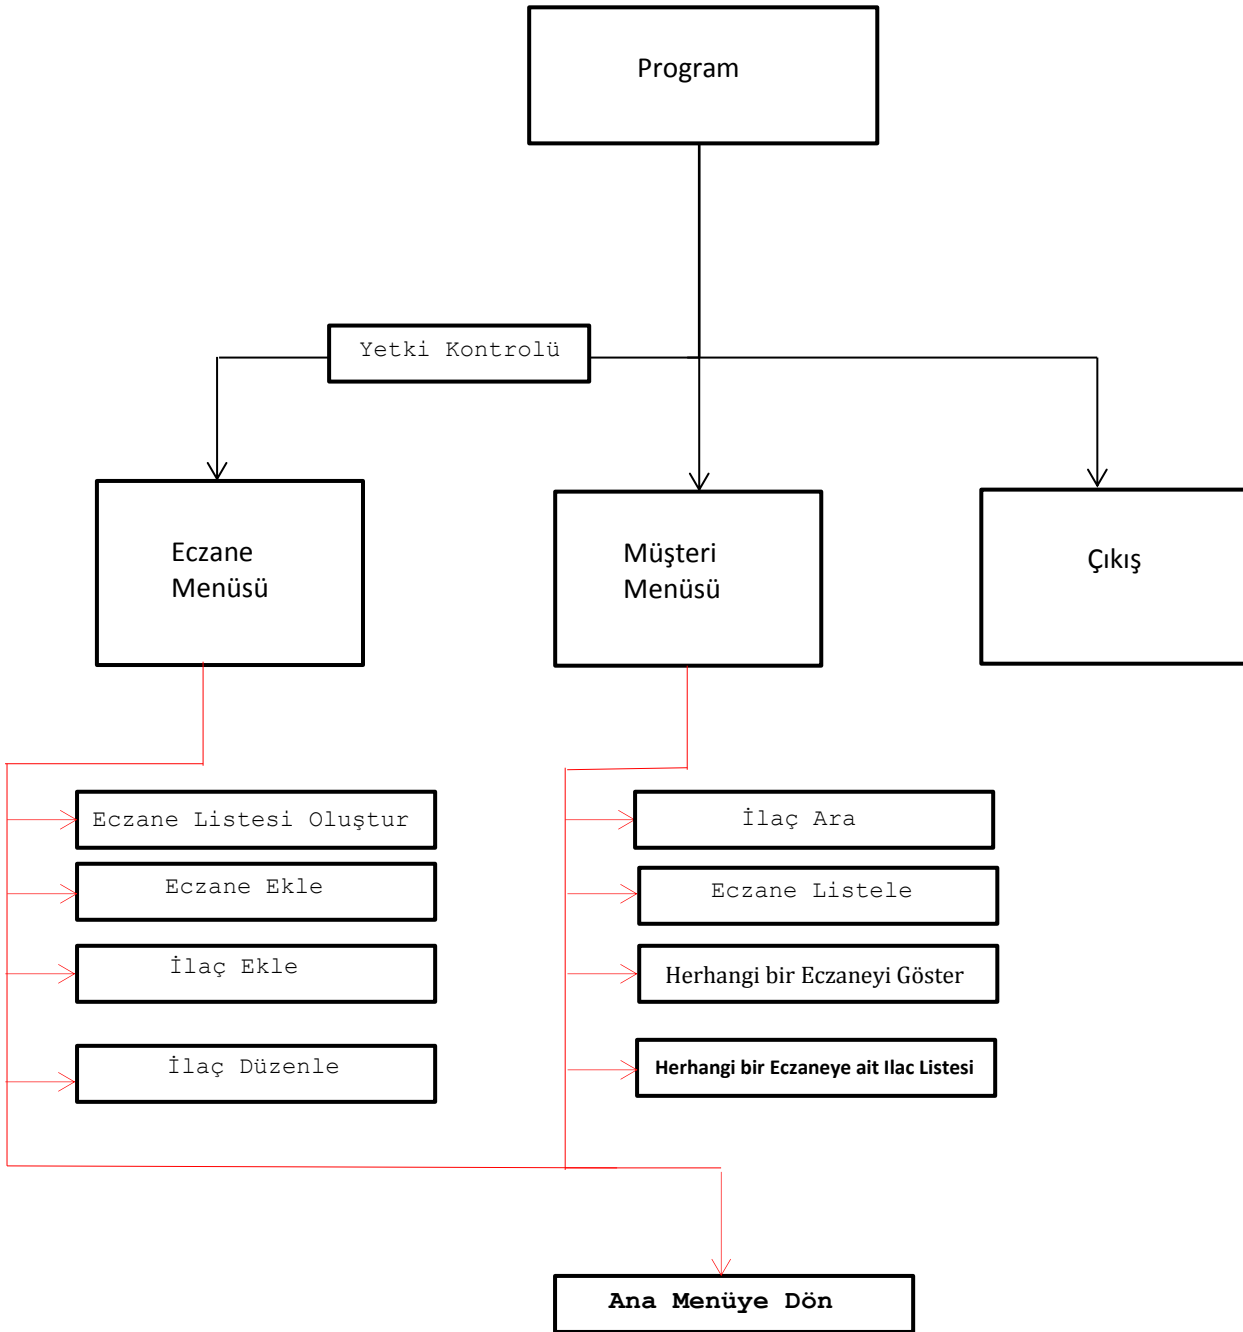 Program
Yetki Kontrolü
Eczane
Menüsü
Müşteri
Menüsü
Çıkış
Eczane Listesi Oluştur
Eczane Ekle
İlaç Ekle
İlaç Düzenle
İlaç Ara
Eczane Listele
Herhangi bir Eczaneyi Göster
Herhangi bir Eczaneye ait Ilac Listesi
Ana Menüye Dön